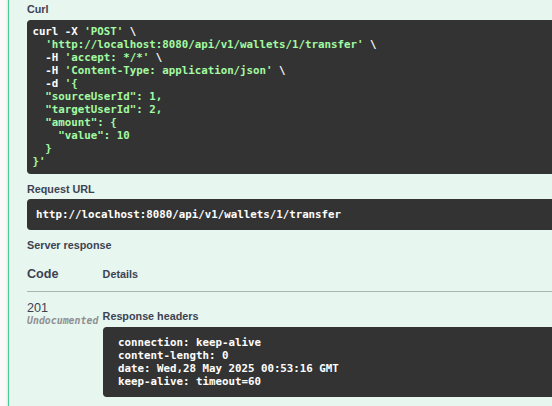 Curl
curl -X 'POST' \
'http://localhost:8080/api/v1/wallets/1/transfer' \
-H 'accept: */*' \
-H 'Content-Type: application/json' \
-d '{
"sourceUserId": 1,
"targetUserId": 2,
"amount": {
"value": 10
}
}'
Request URL
http://localhost:8080/api/v1/wallets/1/transfer
Server response
Code Details
201
Undocumented
Response headers
connection: keep-alive
content-length: 0
date: Wed,28 May 2025 00:53:16 GMT
keep-alive: timeout=60